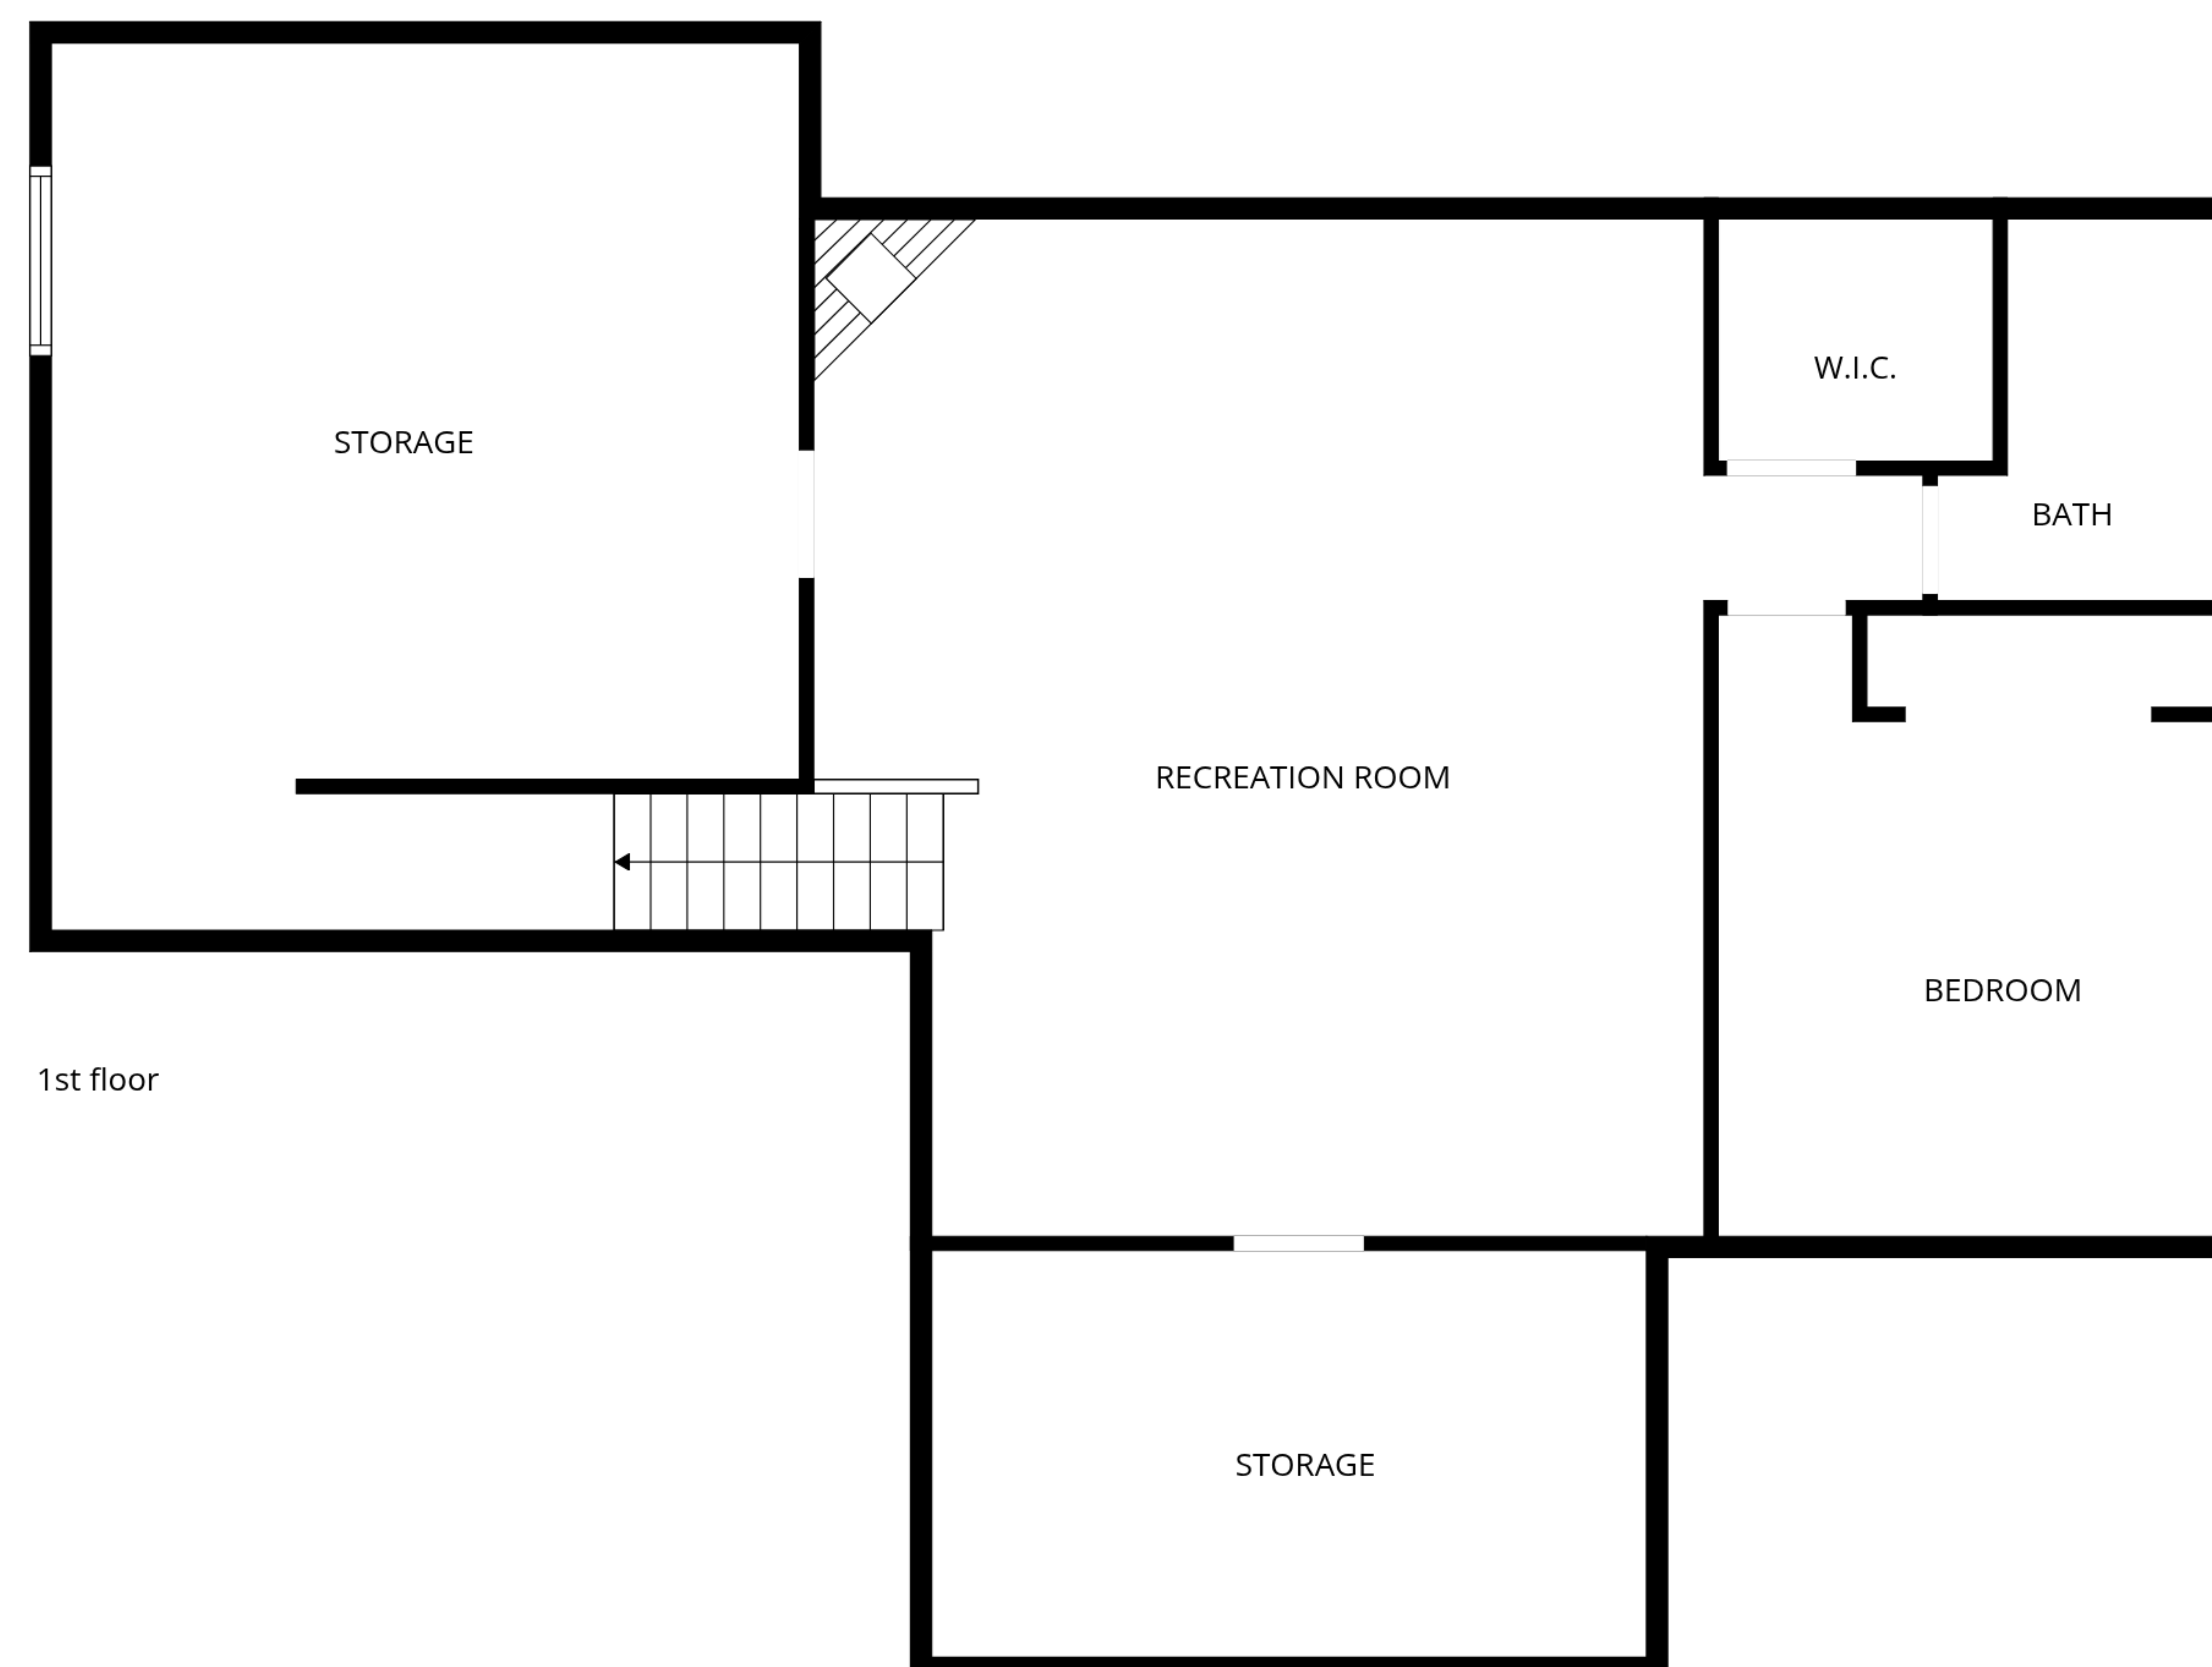 W.I.C.
STORAGE
BATH
RECREATION ROOM
BEDROOM
1st floor
STORAGE